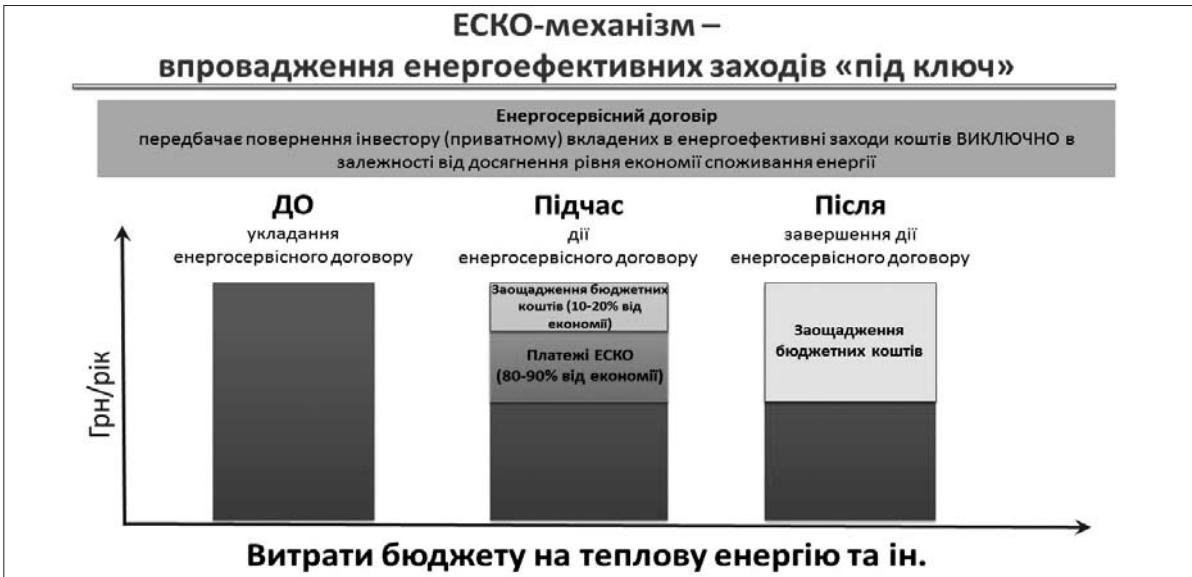 ЕСКО-механізм –
впровадження енергоефективних заходів «під ключ»
Енергосервісний договір
передбачає повернення інвестору (приватному) вкладених в енергоефективні заходи коштів ВИКЛЮЧНО в
залежності від досягнення рівня економії споживання енергії
ДО
укладання
енергосервісного договору
Підчас
дії
енергосервісного договору
Після
завершення дії
енергосервісного договору
Грн/рік
Заощадження бюджетних
коштів (10-20% від
економії)
Платежі ЕСКО
(80-90% від економії)
Заощадження
бюджетних коштів
Витрати бюджету на теплову енергію та ін.